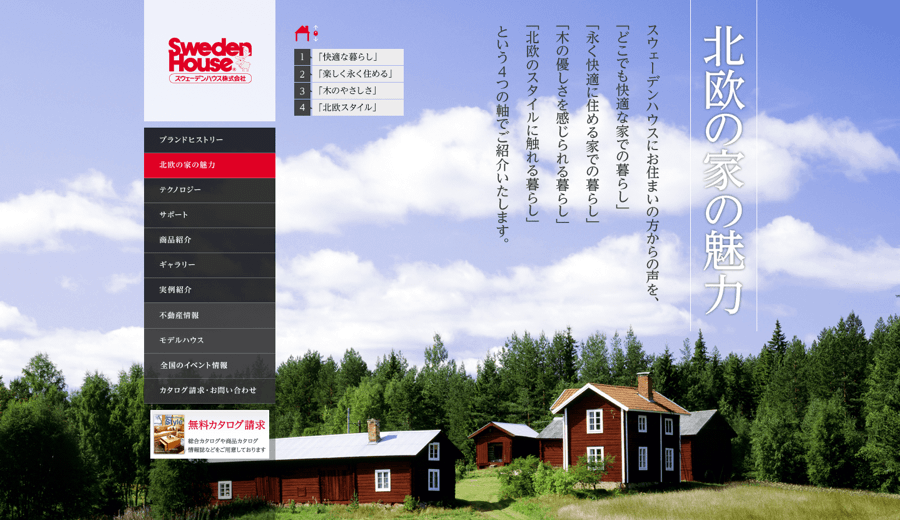 Sweden
House
スウェーデンハウス株式会社
ブランドヒストリー
北欧の家の魅力
テクノロジー
サポート
商品紹介
ギャラリー
実例紹介
不動産情報
モデルハウス
全国のイベント情報
カタログ請求・お問い合わせ
無料カタログ請求
総合カタログや商品カタログ
情報誌などをご用意しております
1 「快適な暮らし」
2 「楽しく永く住める」
3 「木のやさしさ」
4 「北欧スタイル」
北欧の家の魅力
スウェーデンハウスにお住まいの方からの声を、
「どこでも快適な家での暮らし」
「永く快適に住める家での暮らし」
「木の優しさを感じられる暮らし」
「北欧のスタイルに触れる暮らし」
という4つの軸でご紹介いたします。